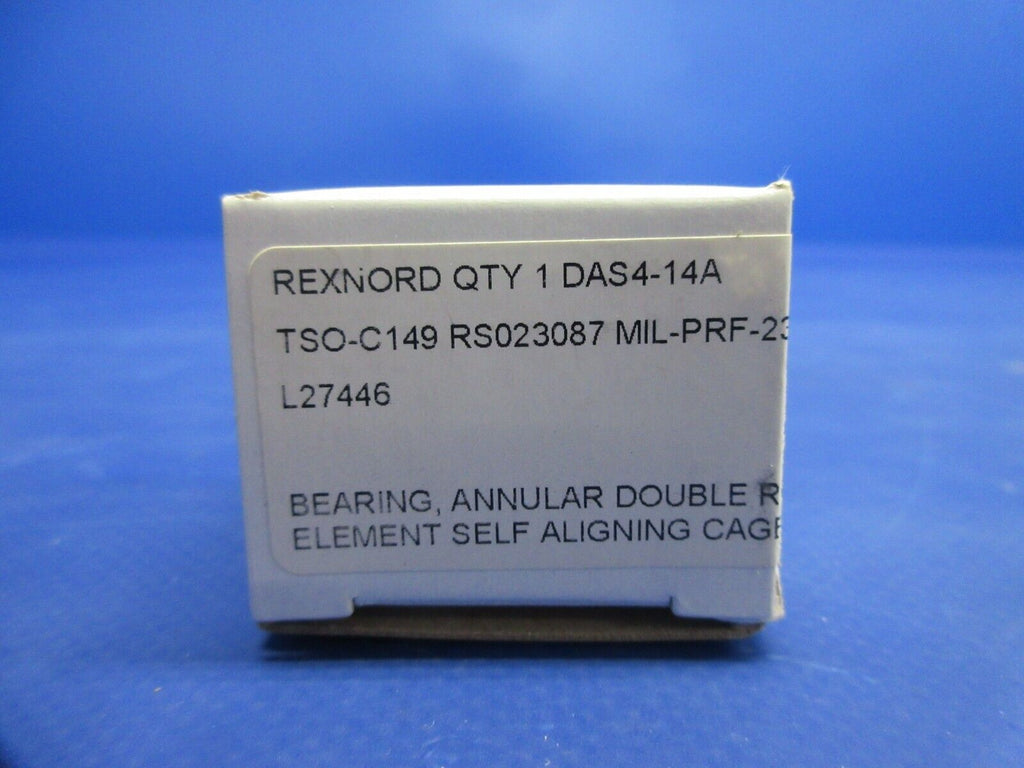 REXNORD QTY 1 DAS4-14A
TSO-C149 RS023087 MIL-PRF-23
L27446
BEARING, ANNULAR DOUBLE R
ELEMENT SELF ALIGNING CAGE